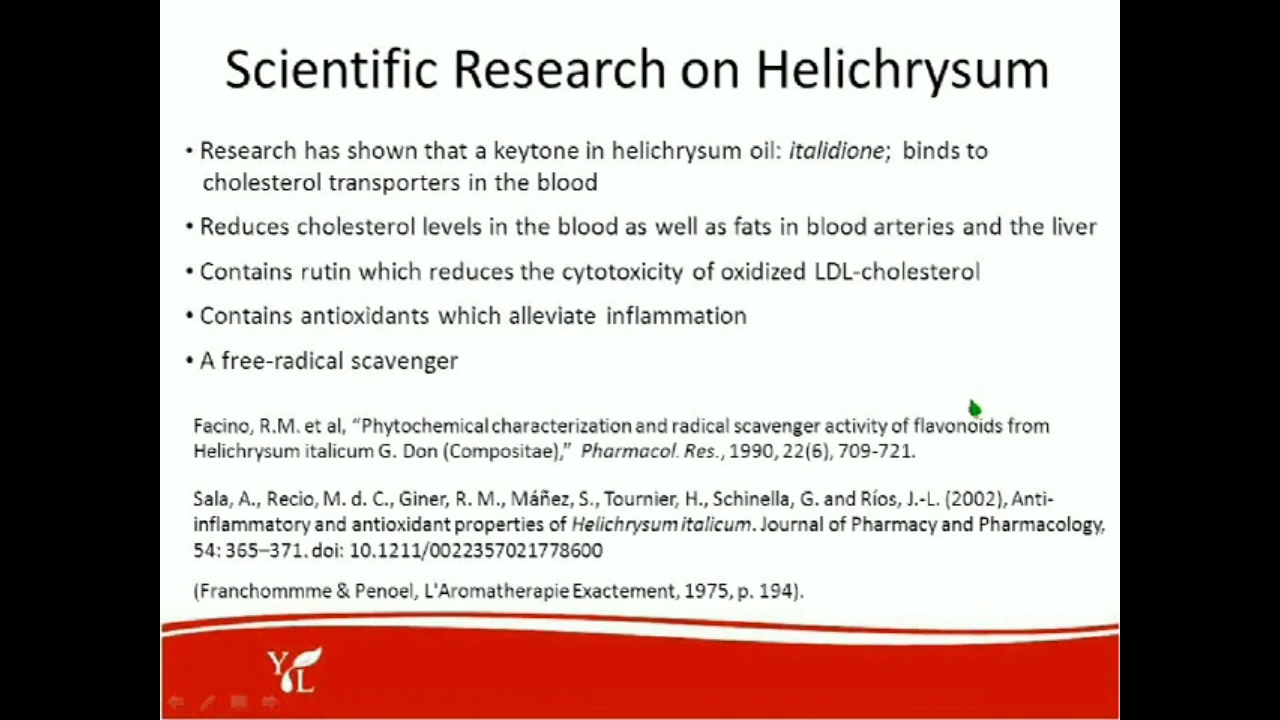 Scientific Research on Helichrysum
• Research has shown that a keytone in helichrysum oil: italidione; binds to
cholesterol transporters in the blood
• Reduces cholesterol levels in the blood as well as fats in blood arteries and the liver
• Contains rutin which reduces the cytotoxicity of oxidized LDL-cholesterol
• Contains antioxidants which alleviate inflammation
• A free-radical scavenger
Facino, R.M. et al, “Phytochemical characterization and radical scavenger activity of flavonoids from
Helichrysum italicum G. Don (Compositae),” Pharmacol. Res., 1990, 22(6), 709-721.
Sala, A., Recio, M. d. C., Giner, R. M., Máñez, S., Tournier, H., Schinella, G. and Ríos, J.-L. (2002), Anti-
inflammatory and antioxidant properties of Helichrysum italicum. Journal of Pharmacy and Pharmacology,
54: 365–371. doi: 10.1211/0022357021778600
(Franchommme & Penoel, L'Aromatherapie Exactement, 1975, p. 194).
YL